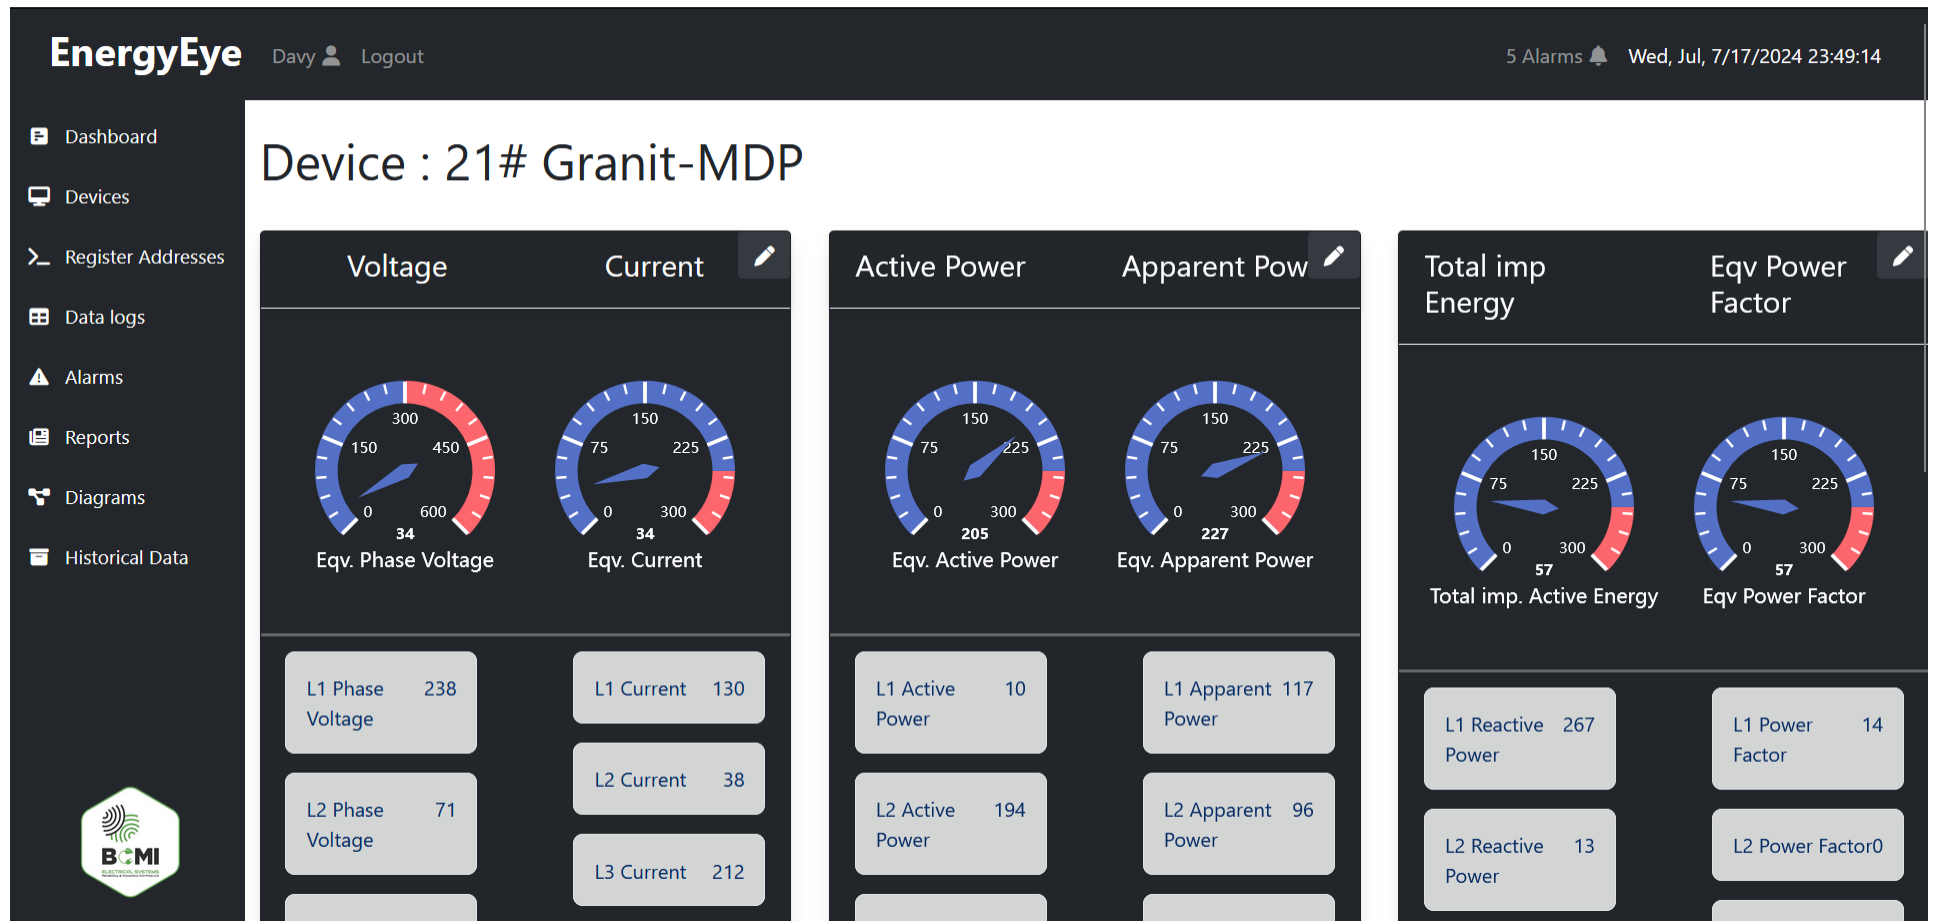 EnergyEye Davy Logout 5 Alarms Wed, Jul, 7/17/2024 23:49:14
Dashboard
Devices
Register Addresses
Data logs
Alarms
Reports
Diagrams
Historical Data
BEMI
ELECTRICAL SYSTEMS
Device : 21# Granit-MDP
Voltage Current
300
150 450
0 600
34
Eqv. Phase Voltage
150
75 225
0 300
34
Eqv. Current
L1 Phase Voltage 238
L2 Phase Voltage 71
L1 Current 130
L2 Current 38
L3 Current 212
Active Power Apparent Pow
150
75 225
0 300
205
Eqv. Active Power
150
75 225
0 300
227
Eqv. Apparent Power
L1 Active Power 10
L2 Active Power 194
L1 Apparent Power 117
L2 Apparent Power 96
Total imp Energy
Eqv Power Factor
150
75 225
0 300
57
Total imp. Active Energy
150
75 225
0 300
57
Eqv Power Factor
L1 Reactive Power 267
L2 Reactive Power 13
L1 Power Factor 14
L2 Power Factor0